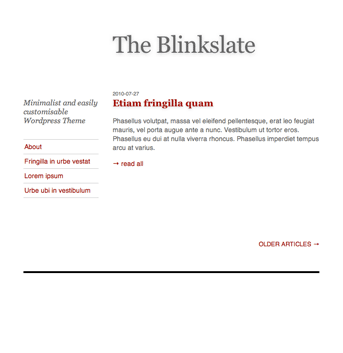 The Blinkslate
Minimalist and easily
customisable
Wordpress Theme
About
Fringilla in urbe vestat
Lorem ipsum
Urbe ubi in vestibulum
2010-07-27
Etiam fringilla quam
Phasellus volutpat, massa vel eleifend pellentesque, erat leo feugiat
mauris, vel porta augue ante a nunc. Vestibulum ut tortor eros.
Phasellus eu dui at nulla viverra rhoncus. Phasellus imperdiet tempus
arcu at varius.
→ read all
OLDER ARTICLES →